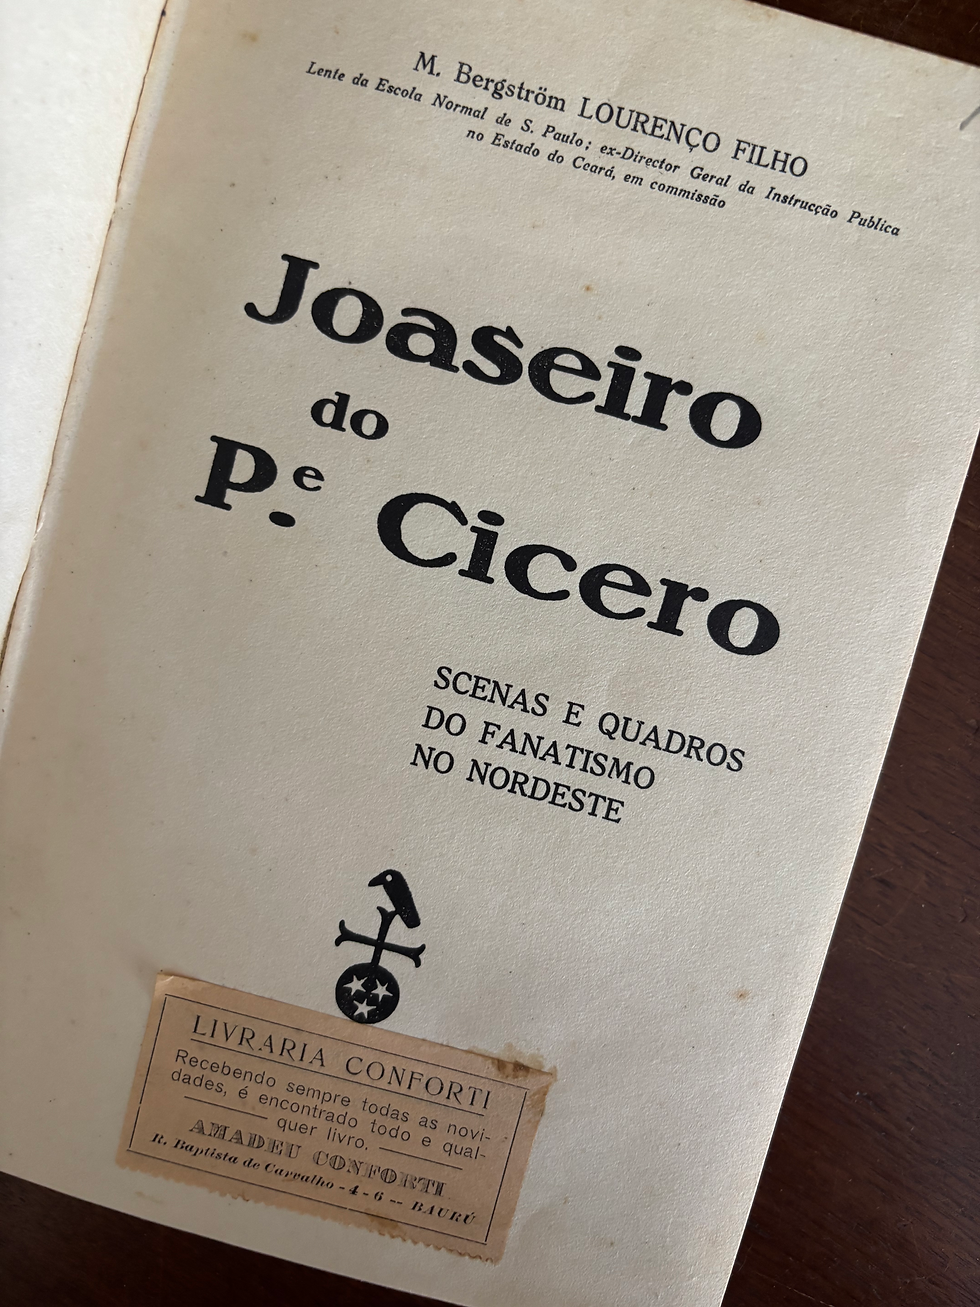 M. Bergström LOURENÇO FILHO
Lente da Escola Normal de S. Paulo; ex-Director Geral da Instrucção Publica
no Estado do Ceará, em commissão
Joaseiro
do
P.e Cicero
SCENAS E QUADROS
DO FANATISMO
NO NORDESTE
LIVRARIA CONFORTI
Recebendo sempre todas as novi-
dades, é encontrado todo e qual-
quer livro.
AMADEU CONFORTI
R. Baptista de Carvalho - 4 - 6 -- BAURÚ